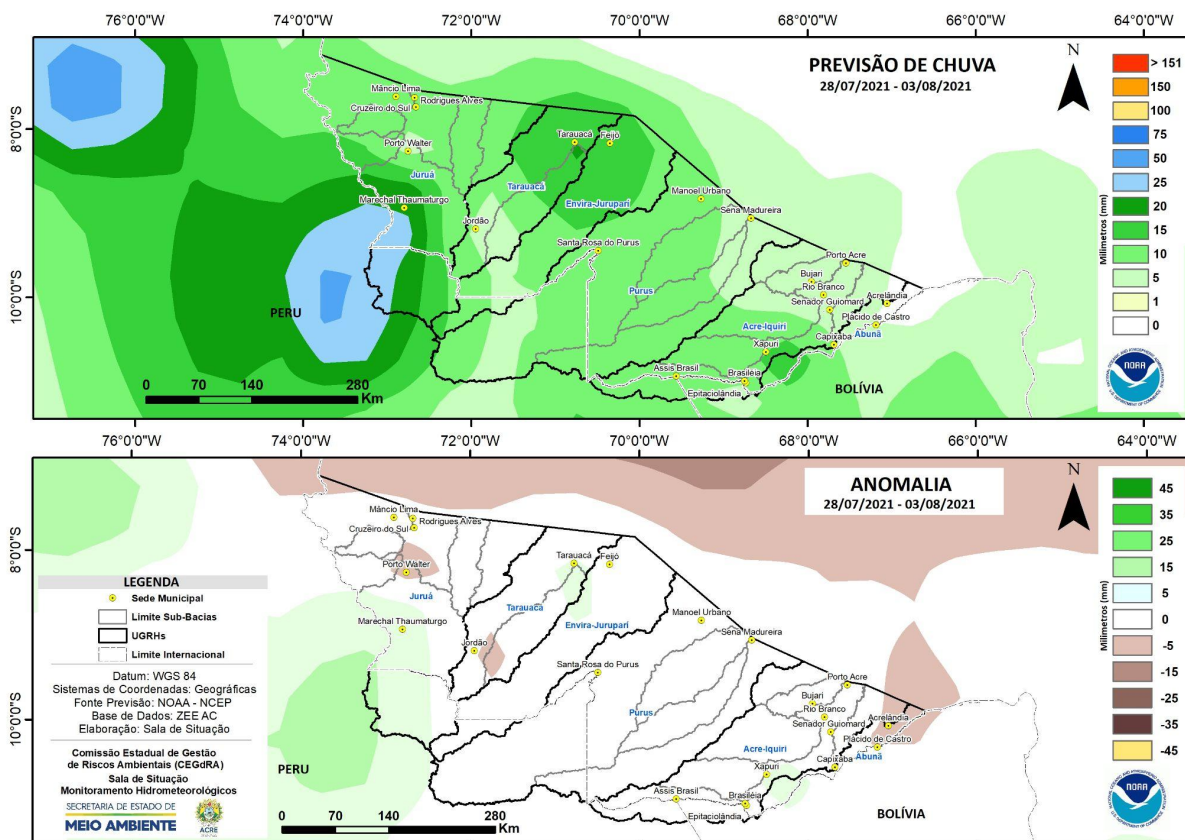 76°0'0"W 74°0'0"W 72°0'0"W 70°0'0"W 68°0'0"W 66°0'0"W 64°0'0"W
PREVISÃO DE CHUVA
28/07/2021 - 03/08/2021
N
> 151
150
100
75
50
25
20
15
10
5
1
0
Milímetros (mm)
NOAA
8°0'0"S
10°0'0"S
Mâncio Lima
Rodrigues Alves
Cruzeiro do Sul
Porto Walter
Juruá
Marechal Thaumaturgo
Tarauacá
Feijó
Tarauacá
Envira-Jurupari
Jordão
Manoel Urbano
Sena Madureira
Santa Rosa do Purus
Purus
Porto Acre
Bujari
Rio Branco
Senador Guiomard
Acrelândia
Plácido de Castro
Abunã
Acre-Iquiri
Capixaba
Xapuri
Assis Brasil
Brasiléia
Epitaciolândia
PERU
BOLÍVIA
0 70 140 280
Km
76°0'0"W 74°0'0"W 72°0'0"W 70°0'0"W 68°0'0"W 66°0'0"W 64°0'0"W
ANOMALIA
28/07/2021 - 03/08/2021
N
45
35
25
15
5
0
-5
-15
-25
-35
-45
Milímetros (mm)
NOAA
8°0'0"S
10°0'0"S
Mâncio Lima
Rodrigues Alves
Cruzeiro do Sul
Porto Walter
Juruá
Marechal Thaumaturgo
Tarauacá
Feijó
Tarauacá
Envira-Jurupari
Jordão
Manoel Urbano
Sena Madureira
Santa Rosa do Purus
Purus
Porto Acre
Bujari
Rio Branco
Senador Guiomard
Acrelândia
Plácido de Castro
Abunã
Acre-Iquiri
Capixaba
Xapuri
Assis Brasil
Brasiléia
Epitaciolândia
PERU
BOLÍVIA
0 70 140 280
Km
LEGENDA
Sede Municipal
Limite Sub-Bacias
UGRHs
Limite Internacional
Datum: WGS 84
Sistemas de Coordenadas: Geográficas
Fonte Previsão: NOAA - NCEP
Base de Dados: ZEE AC
Elaboração: Sala de Situação
Comissão Estadual de Gestão
de Riscos Ambientais (CEGdRA)
Sala de Situação
Monitoramento Hidrometeorológicos
SECRETARIA DE ESTADO DE
MEIO AMBIENTE
ACRE